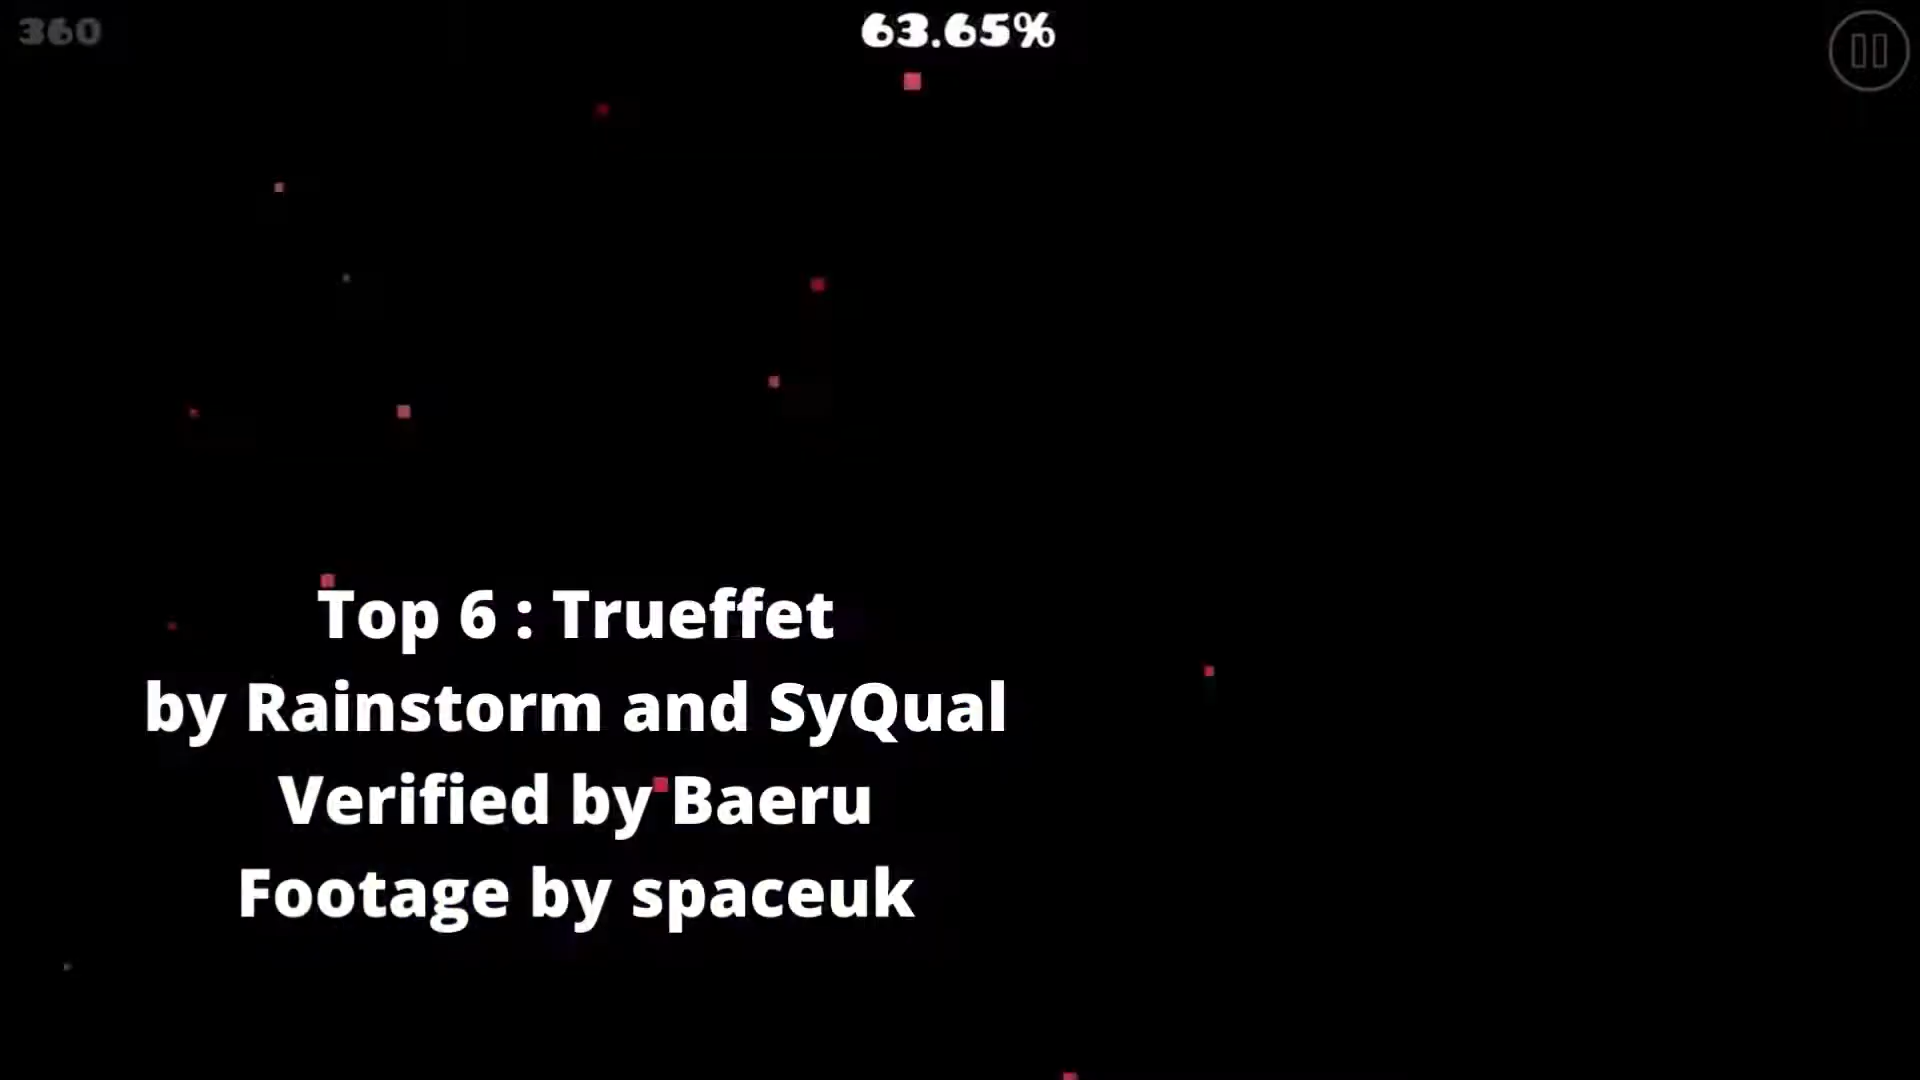 360
63.65%
Top 6 : Trueffet
by Rainstorm and SyQual
Verified by Baeru
Footage by spaceuk